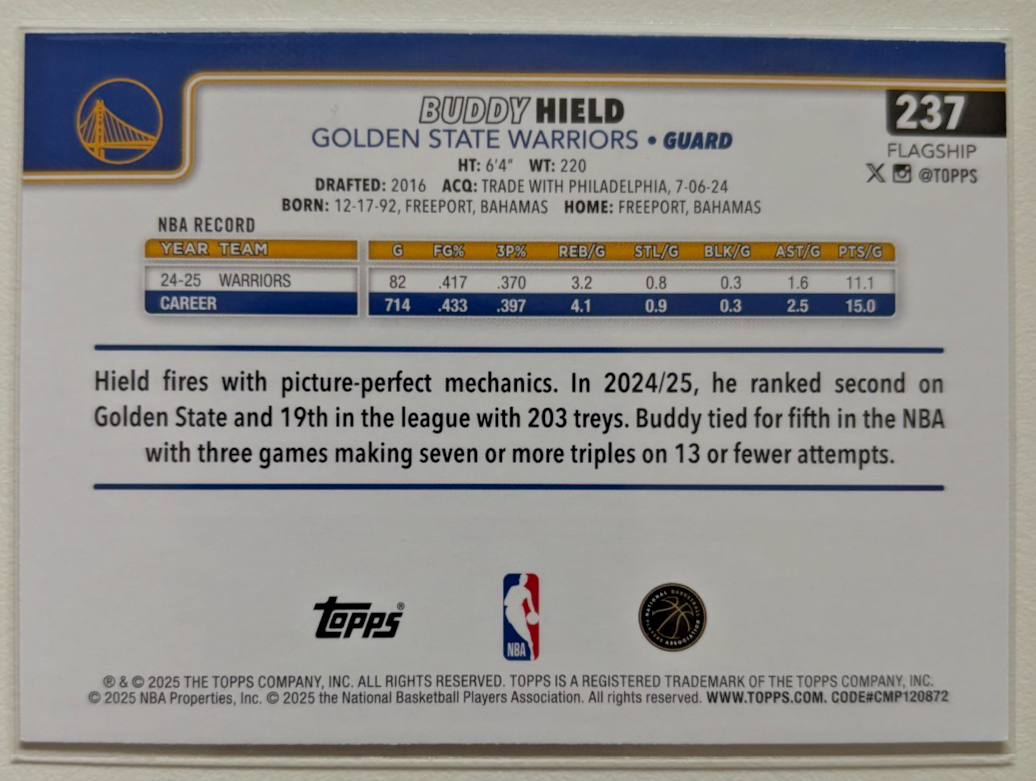 BUDDY HIELD
237
GOLDEN STATE WARRIORS • GUARD
FLAGSHIP
@TOPPS
HT: 6'4" WT: 220
DRAFTED: 2016 ACQ: TRADE WITH PHILADELPHIA, 7-06-24
BORN: 12-17-92, FREEPORT, BAHAMAS HOME: FREEPORT, BAHAMAS
NBA RECORD
YEAR TEAM G FG% 3P% REB/G STL/G BLK/G AST/G PTS/G
24-25 WARRIORS 82 .417 .370 3.2 0.8 0.3 1.6 11.1
CAREER 714 .433 .397 4.1 0.9 0.3 2.5 15.0
Hield fires with picture-perfect mechanics. In 2024/25, he ranked second on
Golden State and 19th in the league with 203 treys. Buddy tied for fifth in the NBA
with three games making seven or more triples on 13 or fewer attempts.
TOPPS®
NBA
NATIONAL BASKETBALL PLAYERS ASSOCIATION
® & © 2025 THE TOPPS COMPANY, INC. ALL RIGHTS RESERVED. TOPPS IS A REGISTERED TRADEMARK OF THE TOPPS COMPANY, INC.
© 2025 NBA Properties, Inc. © 2025 the National Basketball Players Association. All rights reserved. WWW.TOPPS.COM. CODE#CMP120872